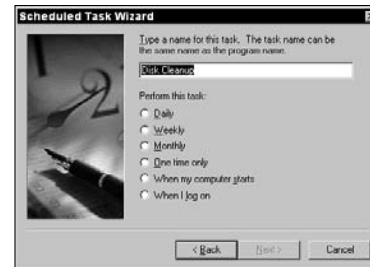 Scheduled Task Wizard
Type a name for this task. The task name can be
the same name as the program name.
Disk Cleanup
Perform this task:
Daily
Weekly
Monthly
One time only
When my computer starts
When I log on
< Back
Next >
Cancel